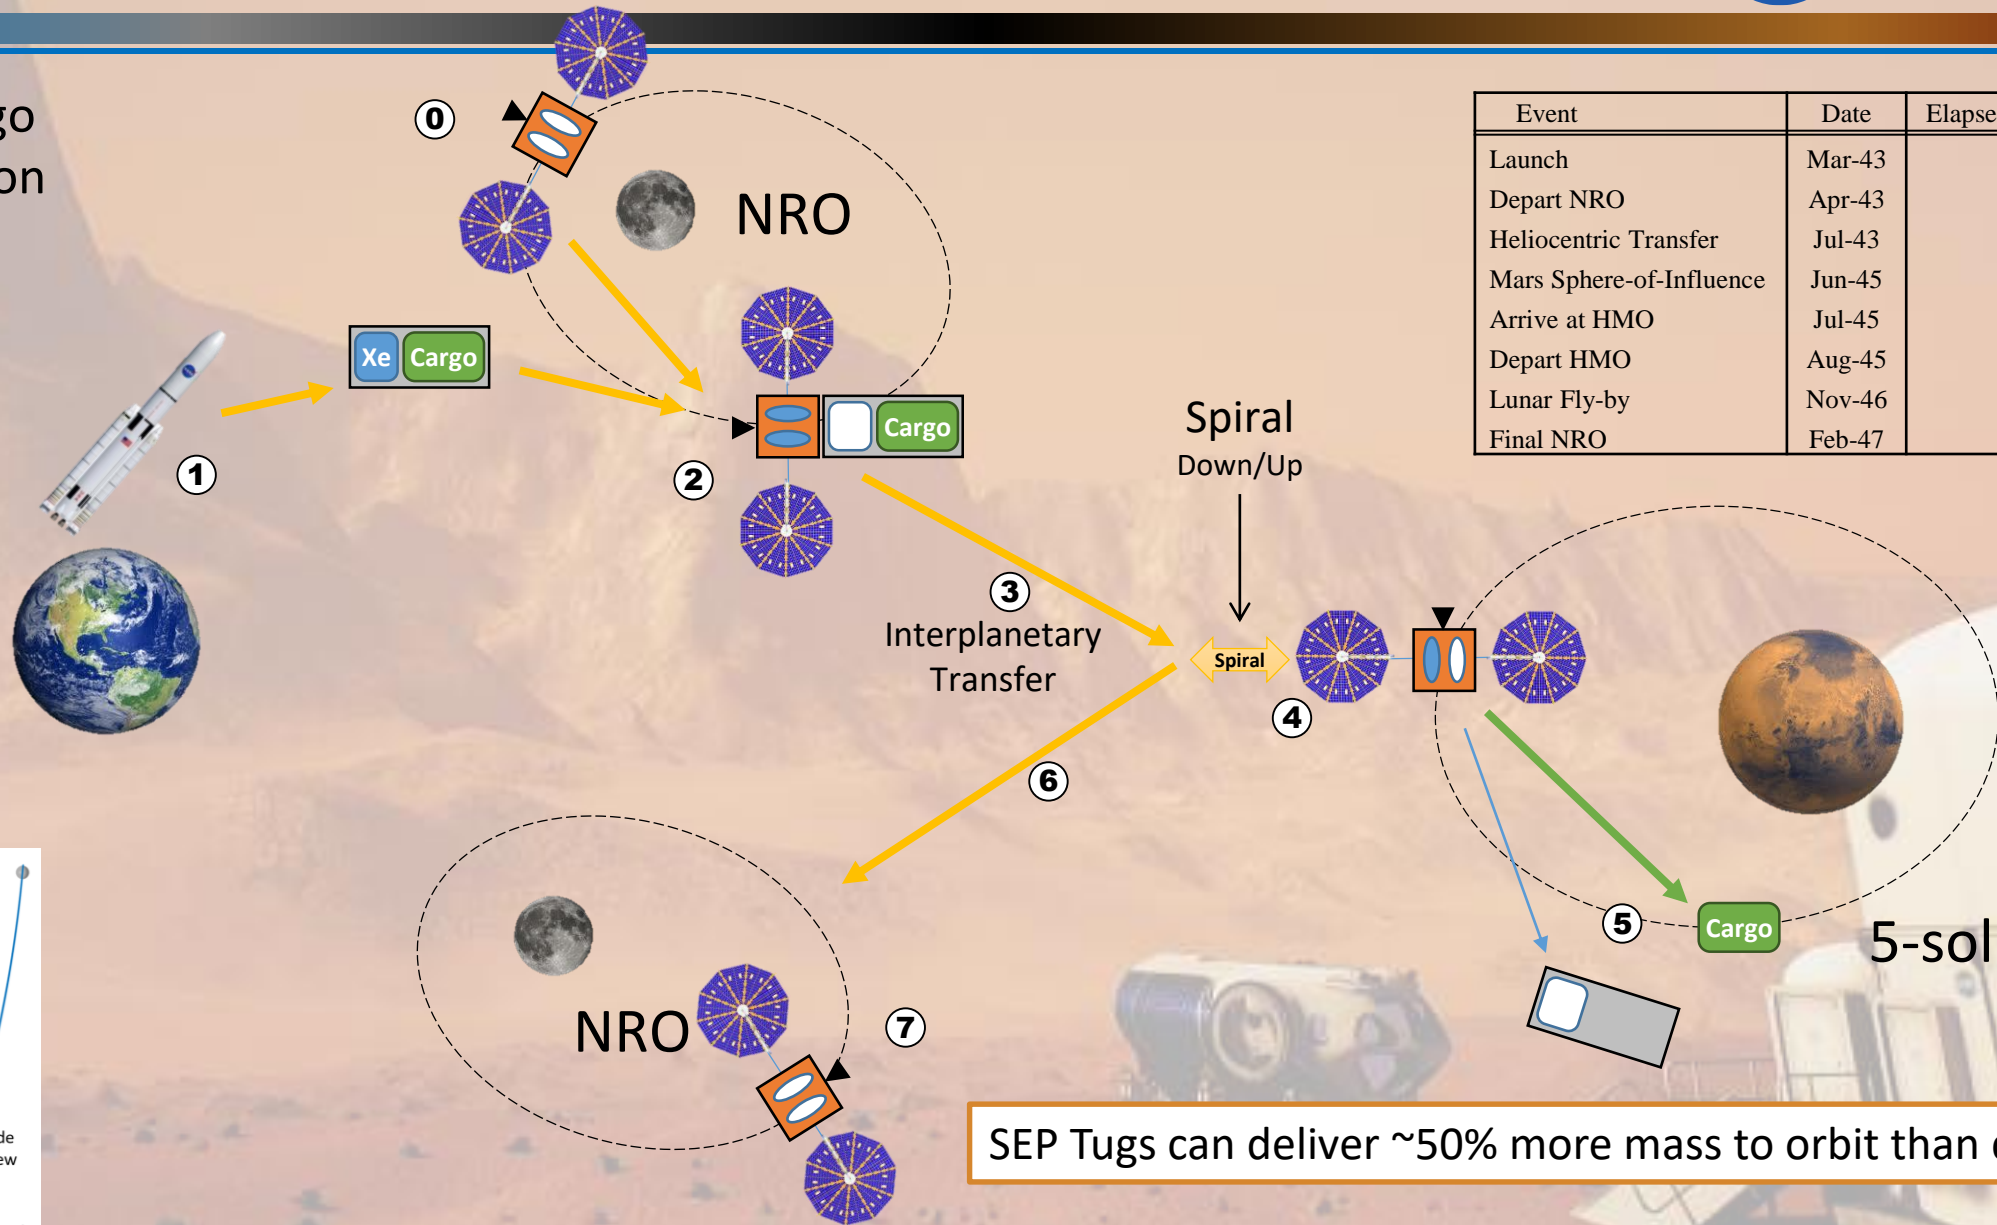 0
NRO
Event Date
Launch Mar-43
Depart NRO Apr-43
Heliocentric Transfer Jul-43
Mars Sphere-of-Influence Jun-45
Arrive at HMO Jul-45
Depart HMO Aug-45
Lunar Fly-by Nov-46
Final NRO Feb-47
Xe Cargo
1
2
Cargo
Spiral
Down/Up
3
Interplanetary
Transfer
Spiral
4
6
5
Cargo
5-sol
NRO
7
SEP Tugs can deliver ~50% more mass to orbit than